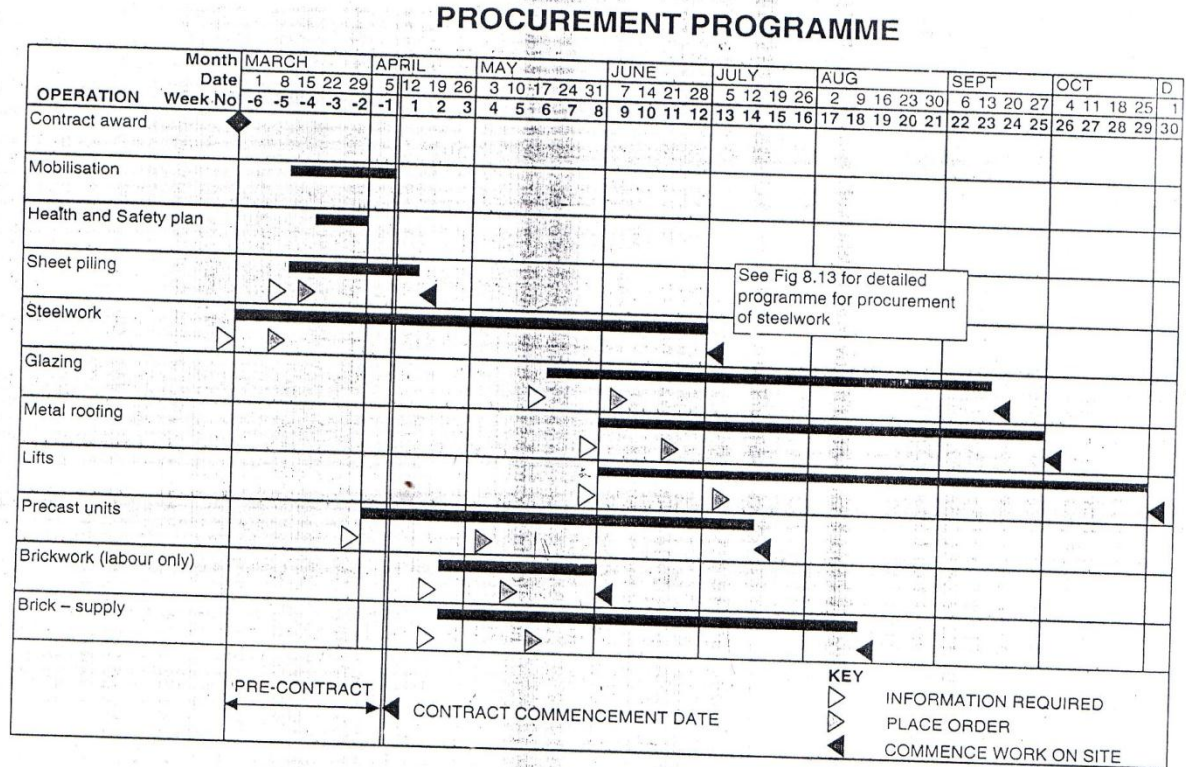 PROCUREMENT PROGRAMME
Month MARCH APRIL MAY JUNE JULY AUG SEPT OCT D
Date 1 8 15 22 29 5 12 19 26 3 10 17 24 31 7 14 21 28 5 12 19 26 2 9 16 23 30 6 13 20 27 4 11 18 25 1
OPERATION Week No -6 -5 -4 -3 -2 -1 1 2 3 4 5 6 7 8 9 10 11 12 13 14 15 16 17 18 19 20 21 22 23 24 25 26 27 28 29 30
Contract award
Mobilisation
Health and Safety plan
Sheet piling
See Fig 8.13 for detailed
programme for procurement
of steelwork
Steelwork
Glazing
Metal roofing
Lifts
Precast units
Brickwork (labour only)
Brick – supply
PRE-CONTRACT
CONTRACT COMMENCEMENT DATE
KEY
INFORMATION REQUIRED
PLACE ORDER
COMMENCE WORK ON SITE